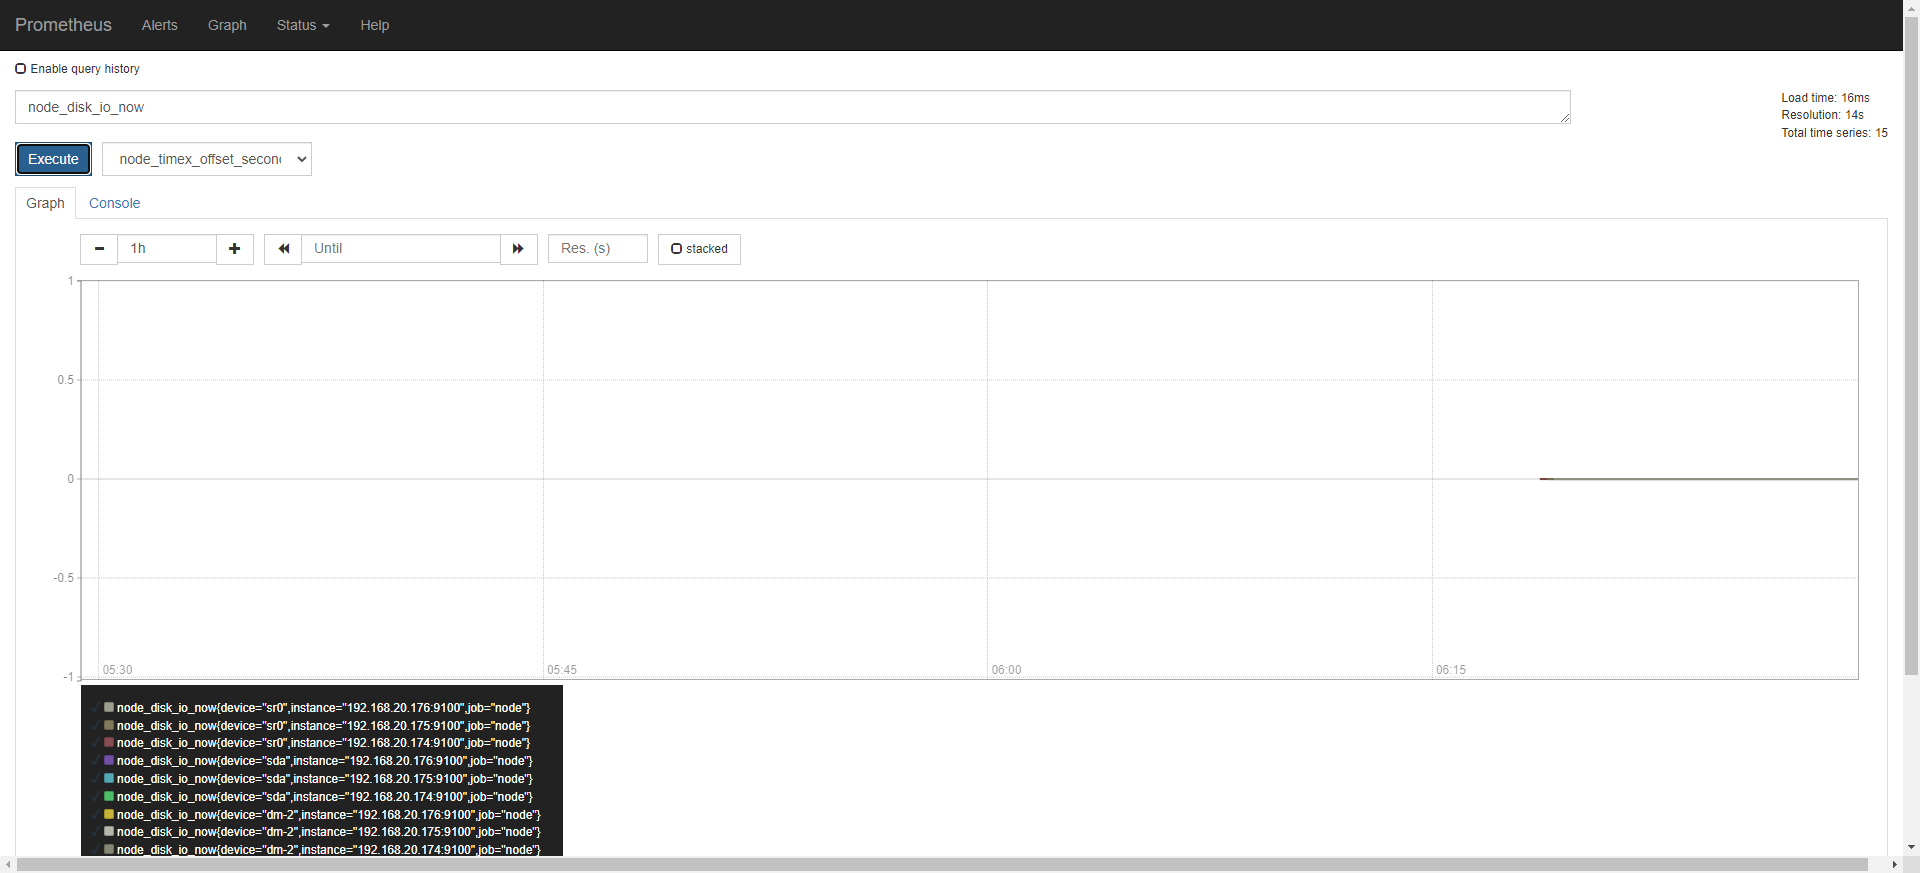 Prometheus Alerts Graph Status Help
Enable query history
node_disk_io_now
Load time: 16ms
Resolution: 14s
Total time series: 15
Execute node_timex_offset_secon
Graph Console
1h Until Res. (s) stacked
1
0.5
0
-0.5
-1
05:30 05:45 06:00 06:15
node_disk_io_now{device="sr0",instance="192.168.20.176:9100",job="node"}
node_disk_io_now{device="sr0",instance="192.168.20.175:9100",job="node"}
node_disk_io_now{device="sr0",instance="192.168.20.174:9100",job="node"}
node_disk_io_now{device="sda",instance="192.168.20.176:9100",job="node"}
node_disk_io_now{device="sda",instance="192.168.20.175:9100",job="node"}
node_disk_io_now{device="sda",instance="192.168.20.174:9100",job="node"}
node_disk_io_now{device="dm-2",instance="192.168.20.176:9100",job="node"}
node_disk_io_now{device="dm-2",instance="192.168.20.175:9100",job="node"}
node_disk_io_now{device="dm-2",instance="192.168.20.174:9100",job="node"}